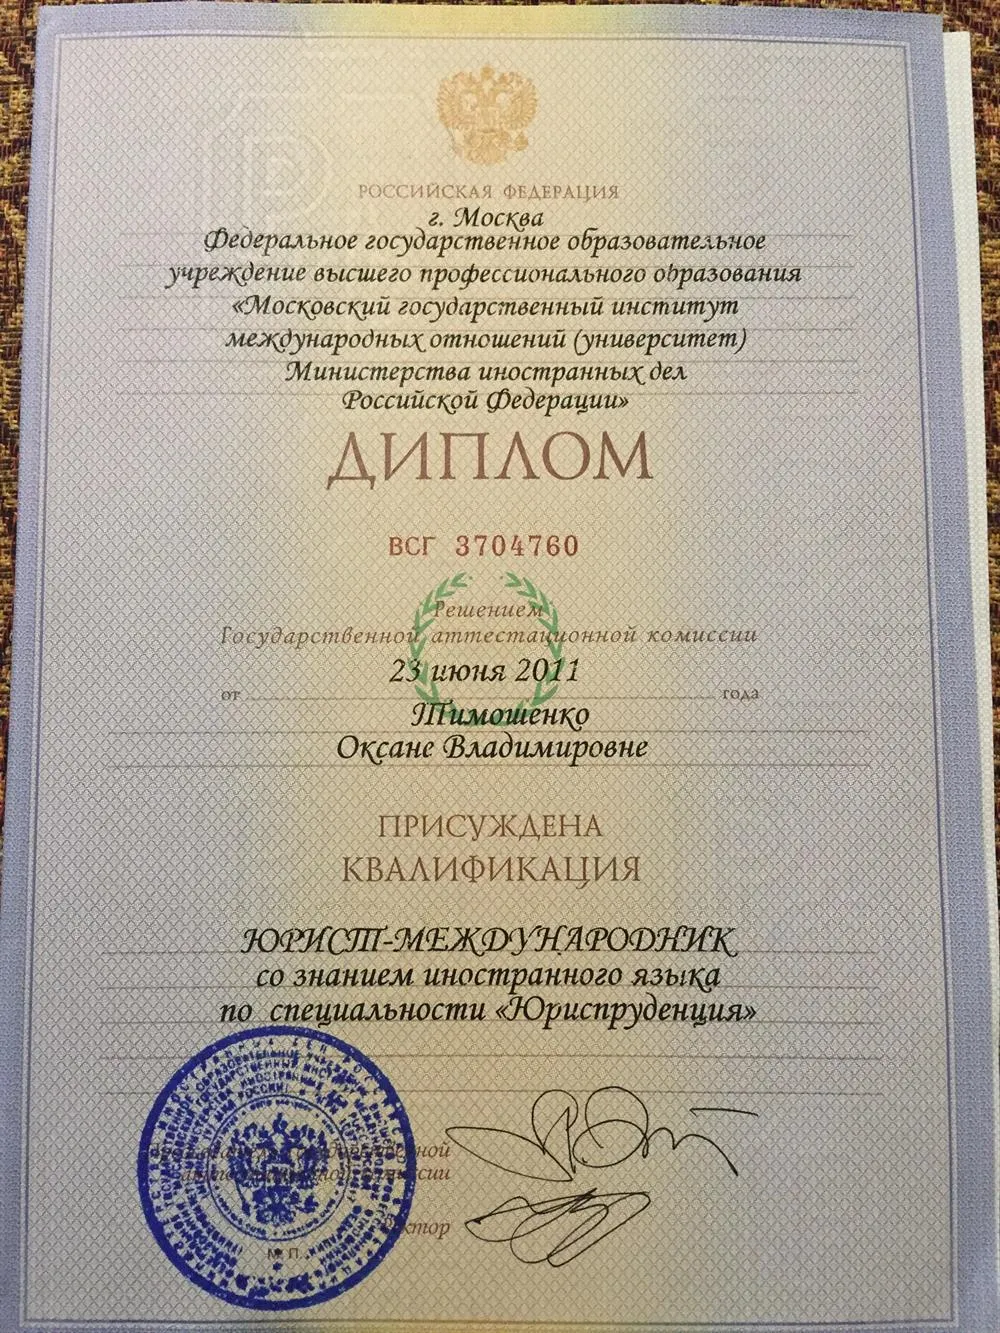 РОССИЙСКАЯ ФЕДЕРАЦИЯ
г. Москва
Федеральное государственное образовательное
учреждение высшего профессионального образования
«Московский государственный институт
международных отношений (университет)
Министерства иностранных дел
Российской Федерации»
ДИПЛОМ
ВСГ 3704760
Решением
Государственной аттестационной комиссии
от 23 июня 2011 года
Тимошенко
Оксане Владимировне
ПРИСУЖДЕНА
КВАЛИФИКАЦИЯ
ЮРИСТ-МЕЖДУНАРОДНИК
со знанием иностранного языка
по специальности «Юриспруденция»
М. П.